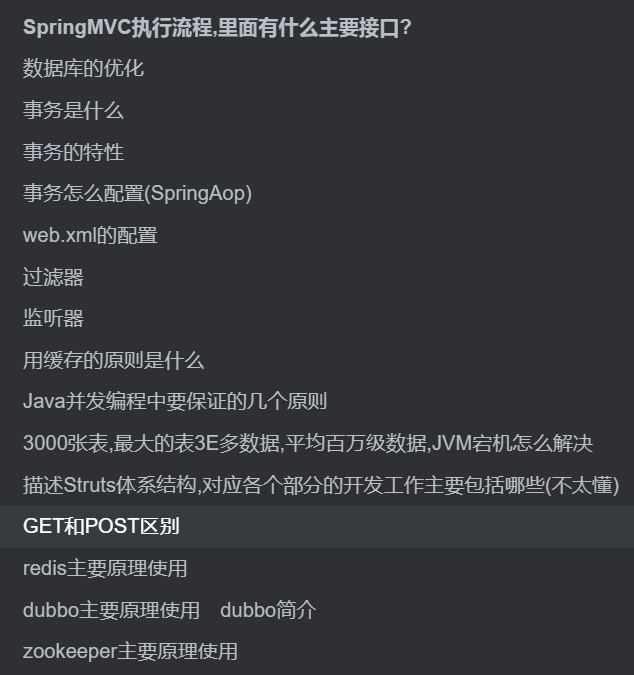 SpringMVC执行流程,里面有什么主要接口?
数据库的优化
事务是什么
事务的特性
事务怎么配置(SpringAop)
web.xml的配置
过滤器
监听器
用缓存的原则是什么
Java并发编程中要保证的几个原则
3000张表,最大的表3E多数据,平均百万级数据,JVM宕机怎么解决
描述Struts体系结构,对应各个部分的开发工作主要包括哪些(不太懂)
GET和POST区别
redis主要原理使用
dubbo主要原理使用 dubbo简介
zookeeper主要原理使用